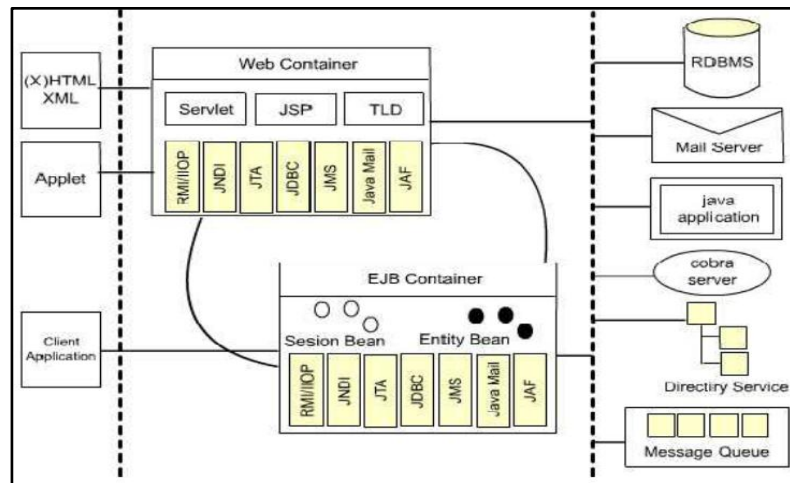 (X)HTML
XML
Applet
Client
Application
Web Container
Servlet
JSP
TLD
RMI/IIOP
JNDI
JTA
JDBC
JMS
Java Mail
JAF
EJB Container
Sesion Bean
Entity Bean
RMI/IIOP
JNDI
JTA
JDBC
JMS
Java Mail
JAF
RDBMS
Mail Server
java
application
cobra
server
Directiry Service
Message Queue